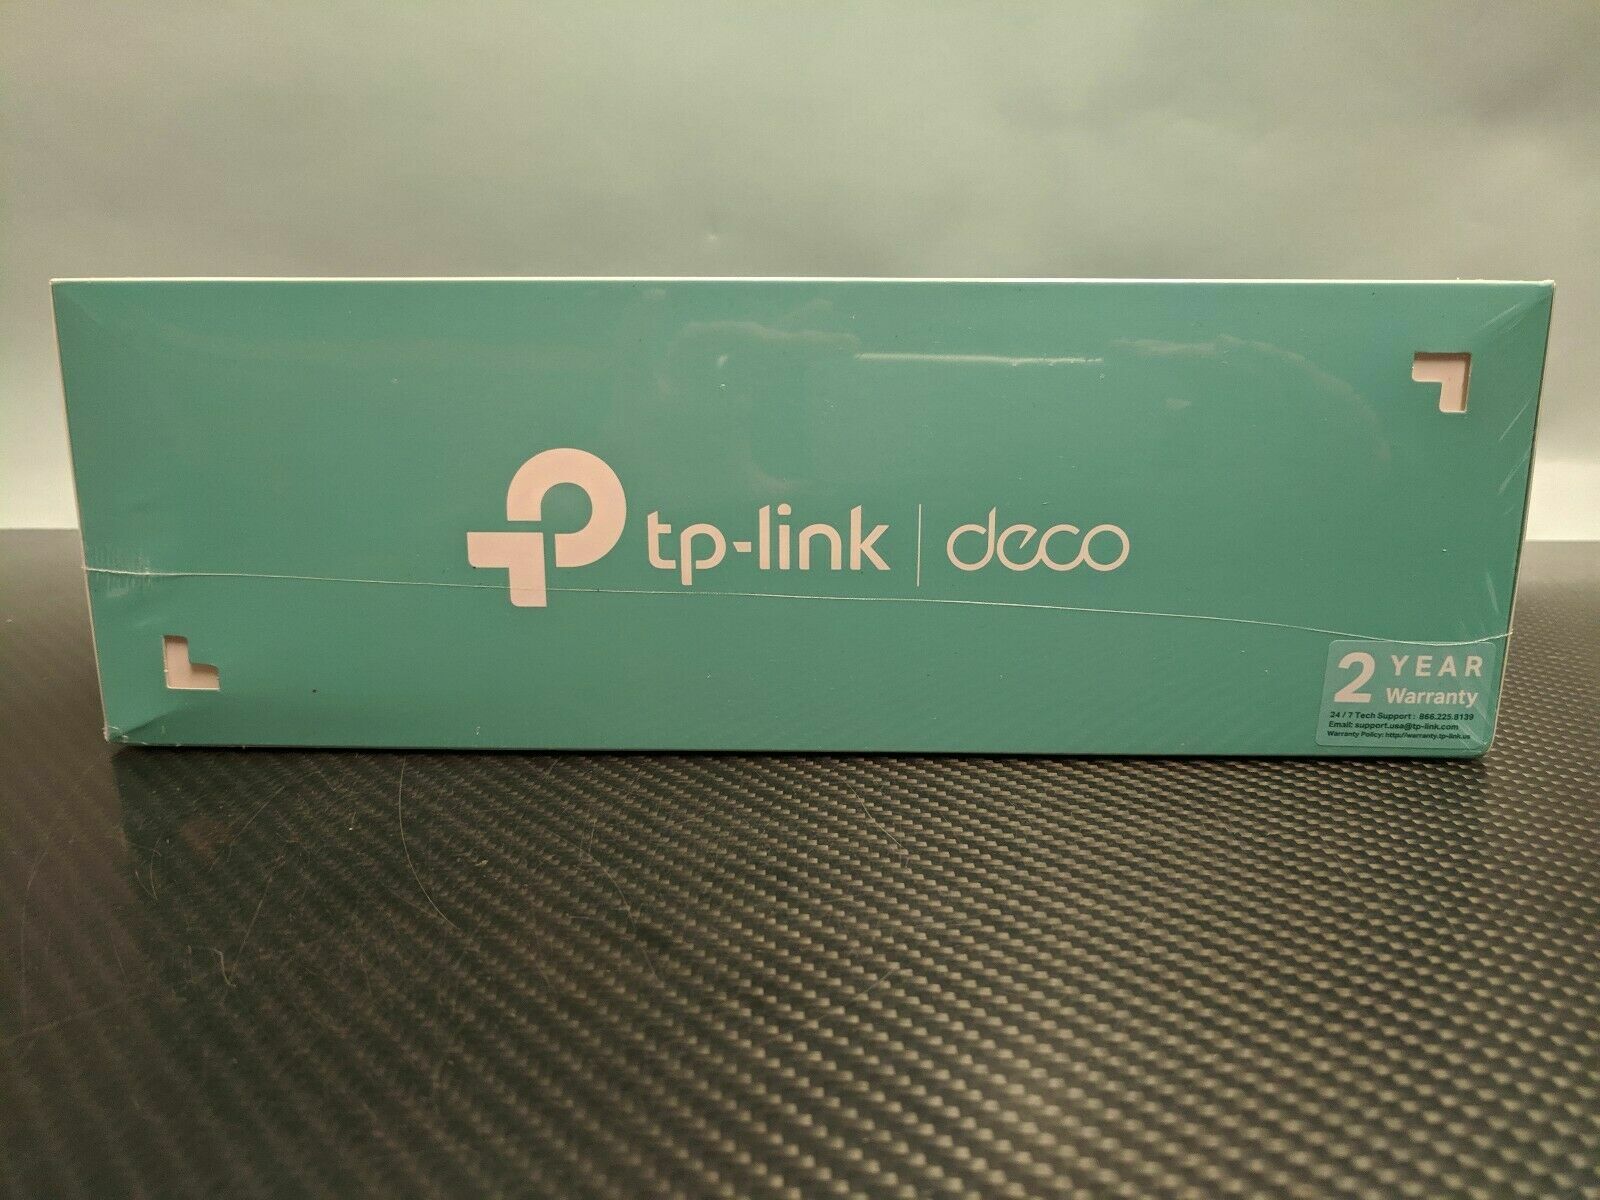 tp-link | deco
2 YEAR
Warranty
24 / 7 Tech Support : 866.225.8139
Email: support.usa@tp-link.com
Warranty Policy: http://warranty.tp-link.us